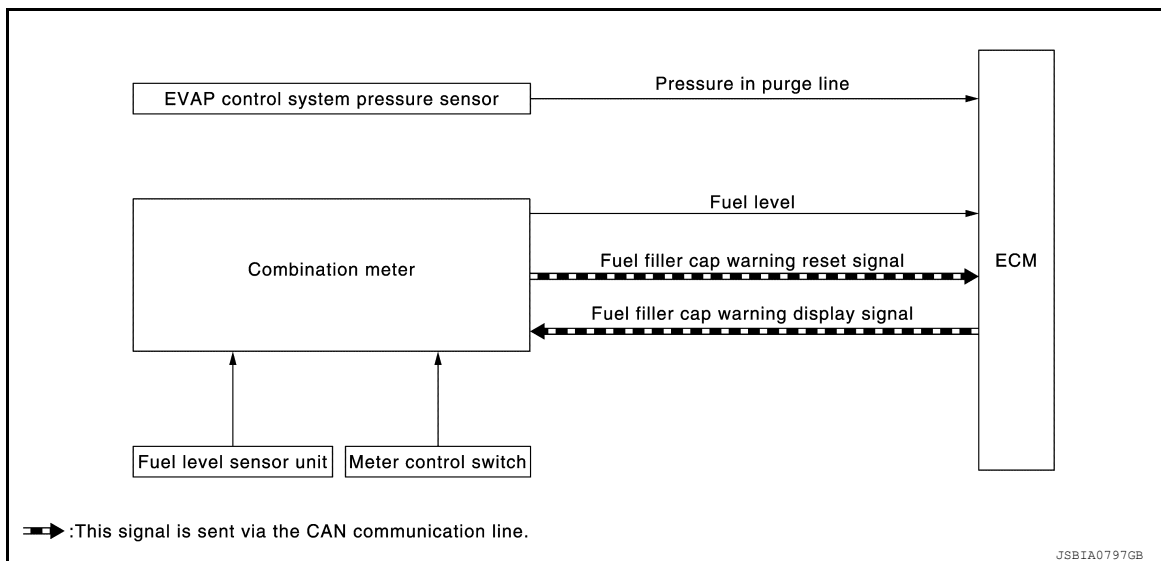 EVAP control system pressure sensor
Pressure in purge line
Combination meter
Fuel level
Fuel filler cap warning reset signal
Fuel filler cap warning display signal
ECM
Fuel level sensor unit
Meter control switch
:This signal is sent via the CAN communication line.
JSBIA0797GB